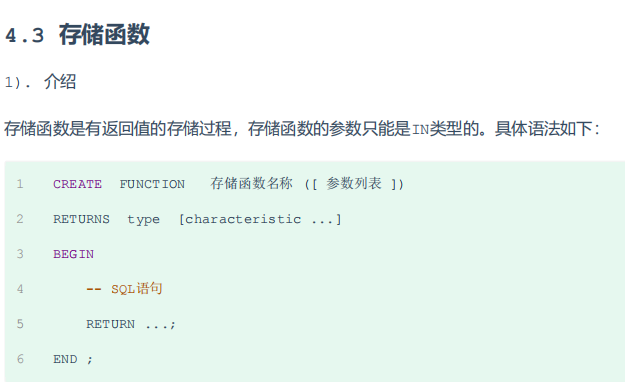 4.3 存储函数
1). 介绍
存储函数是有返回值的存储过程，存储函数的参数只能是IN类型的。具体语法如下：
1 CREATE FUNCTION 存储函数名称 ([ 参数列表 ])
2 RETURNS type [characteristic ...]
3 BEGIN
4 -- SQL语句
5 RETURN ...;
6 END ;